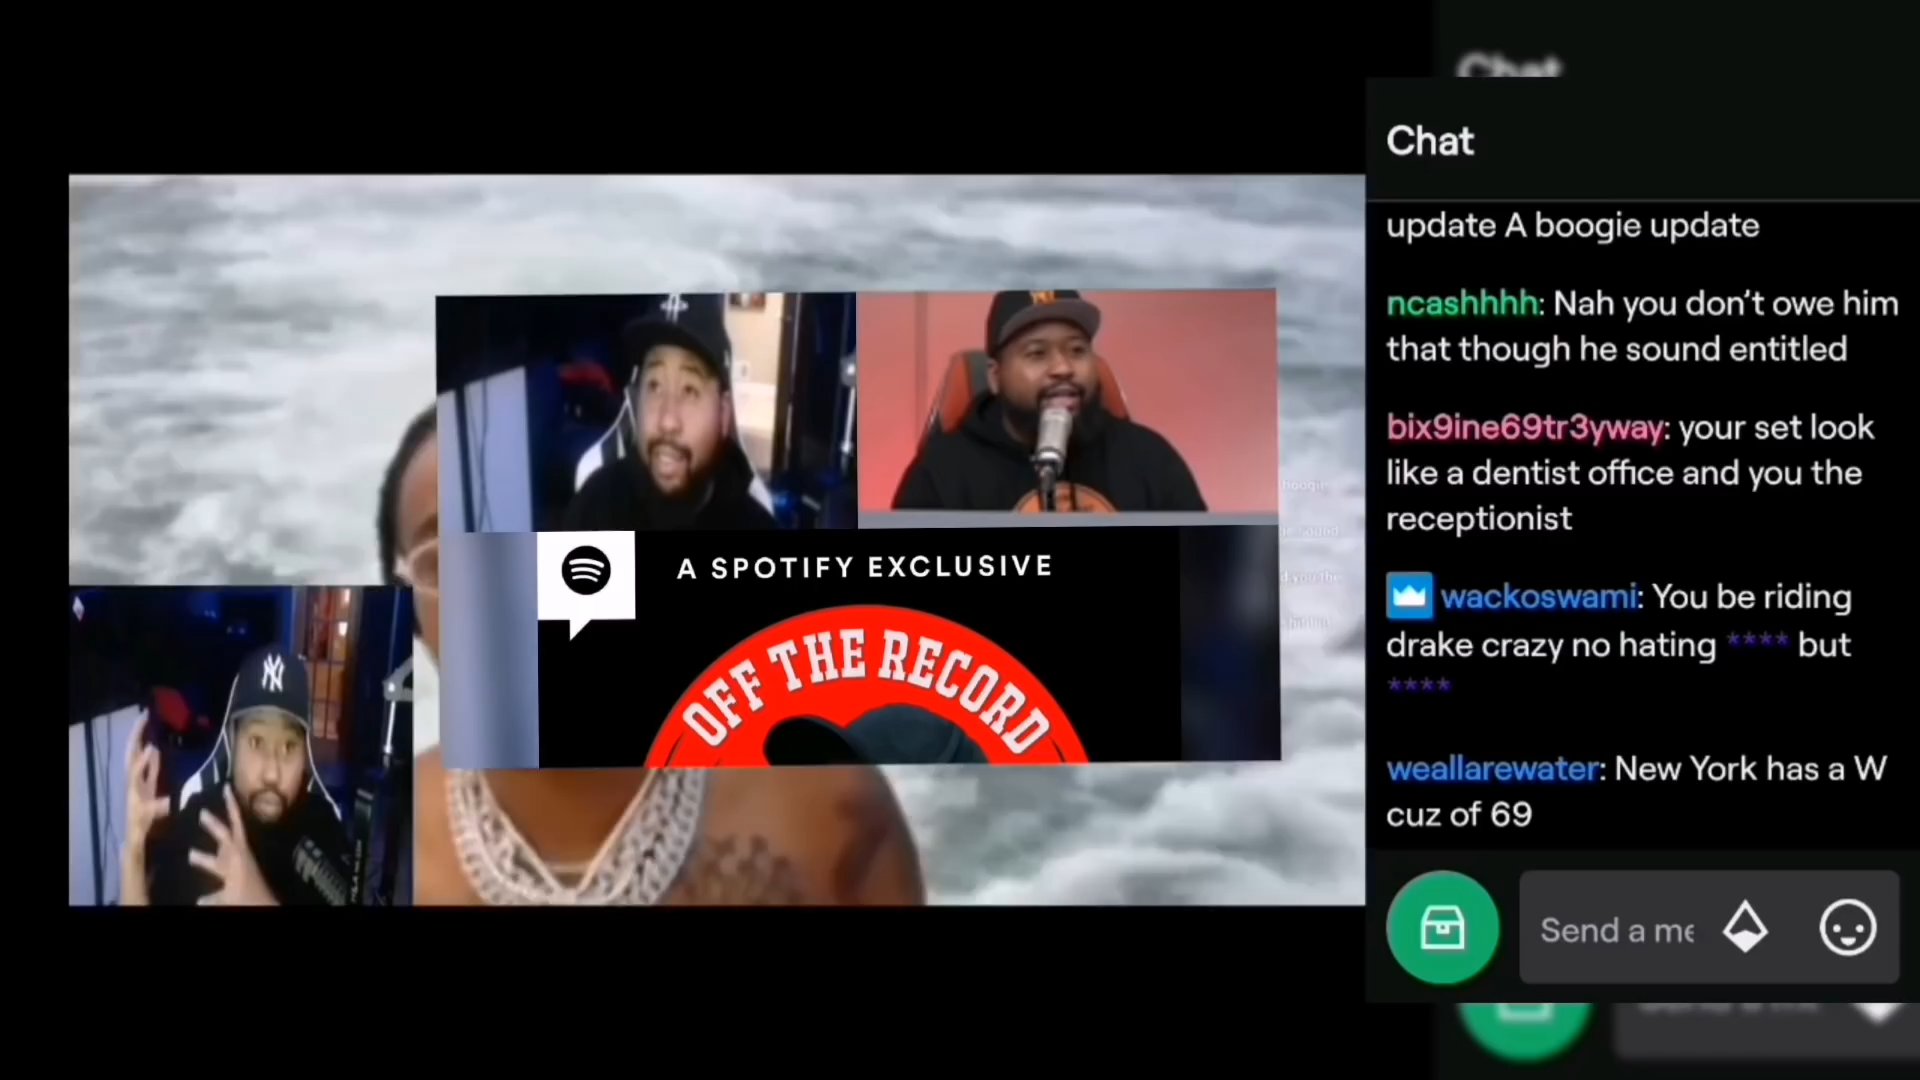 Chat
Chat
update A boogie update
ncashhhh: Nah you don't owe him
that though he sound entitled
bix9ine69tr3yway: your set look
like a dentist office and you the
receptionist
wackoswami: You be riding
drake crazy no hating **** but
****
weallarewater: New York has a W
cuz of 69
Send a me
A SPOTIFY EXCLUSIVE
OFF THE RECORD
NY